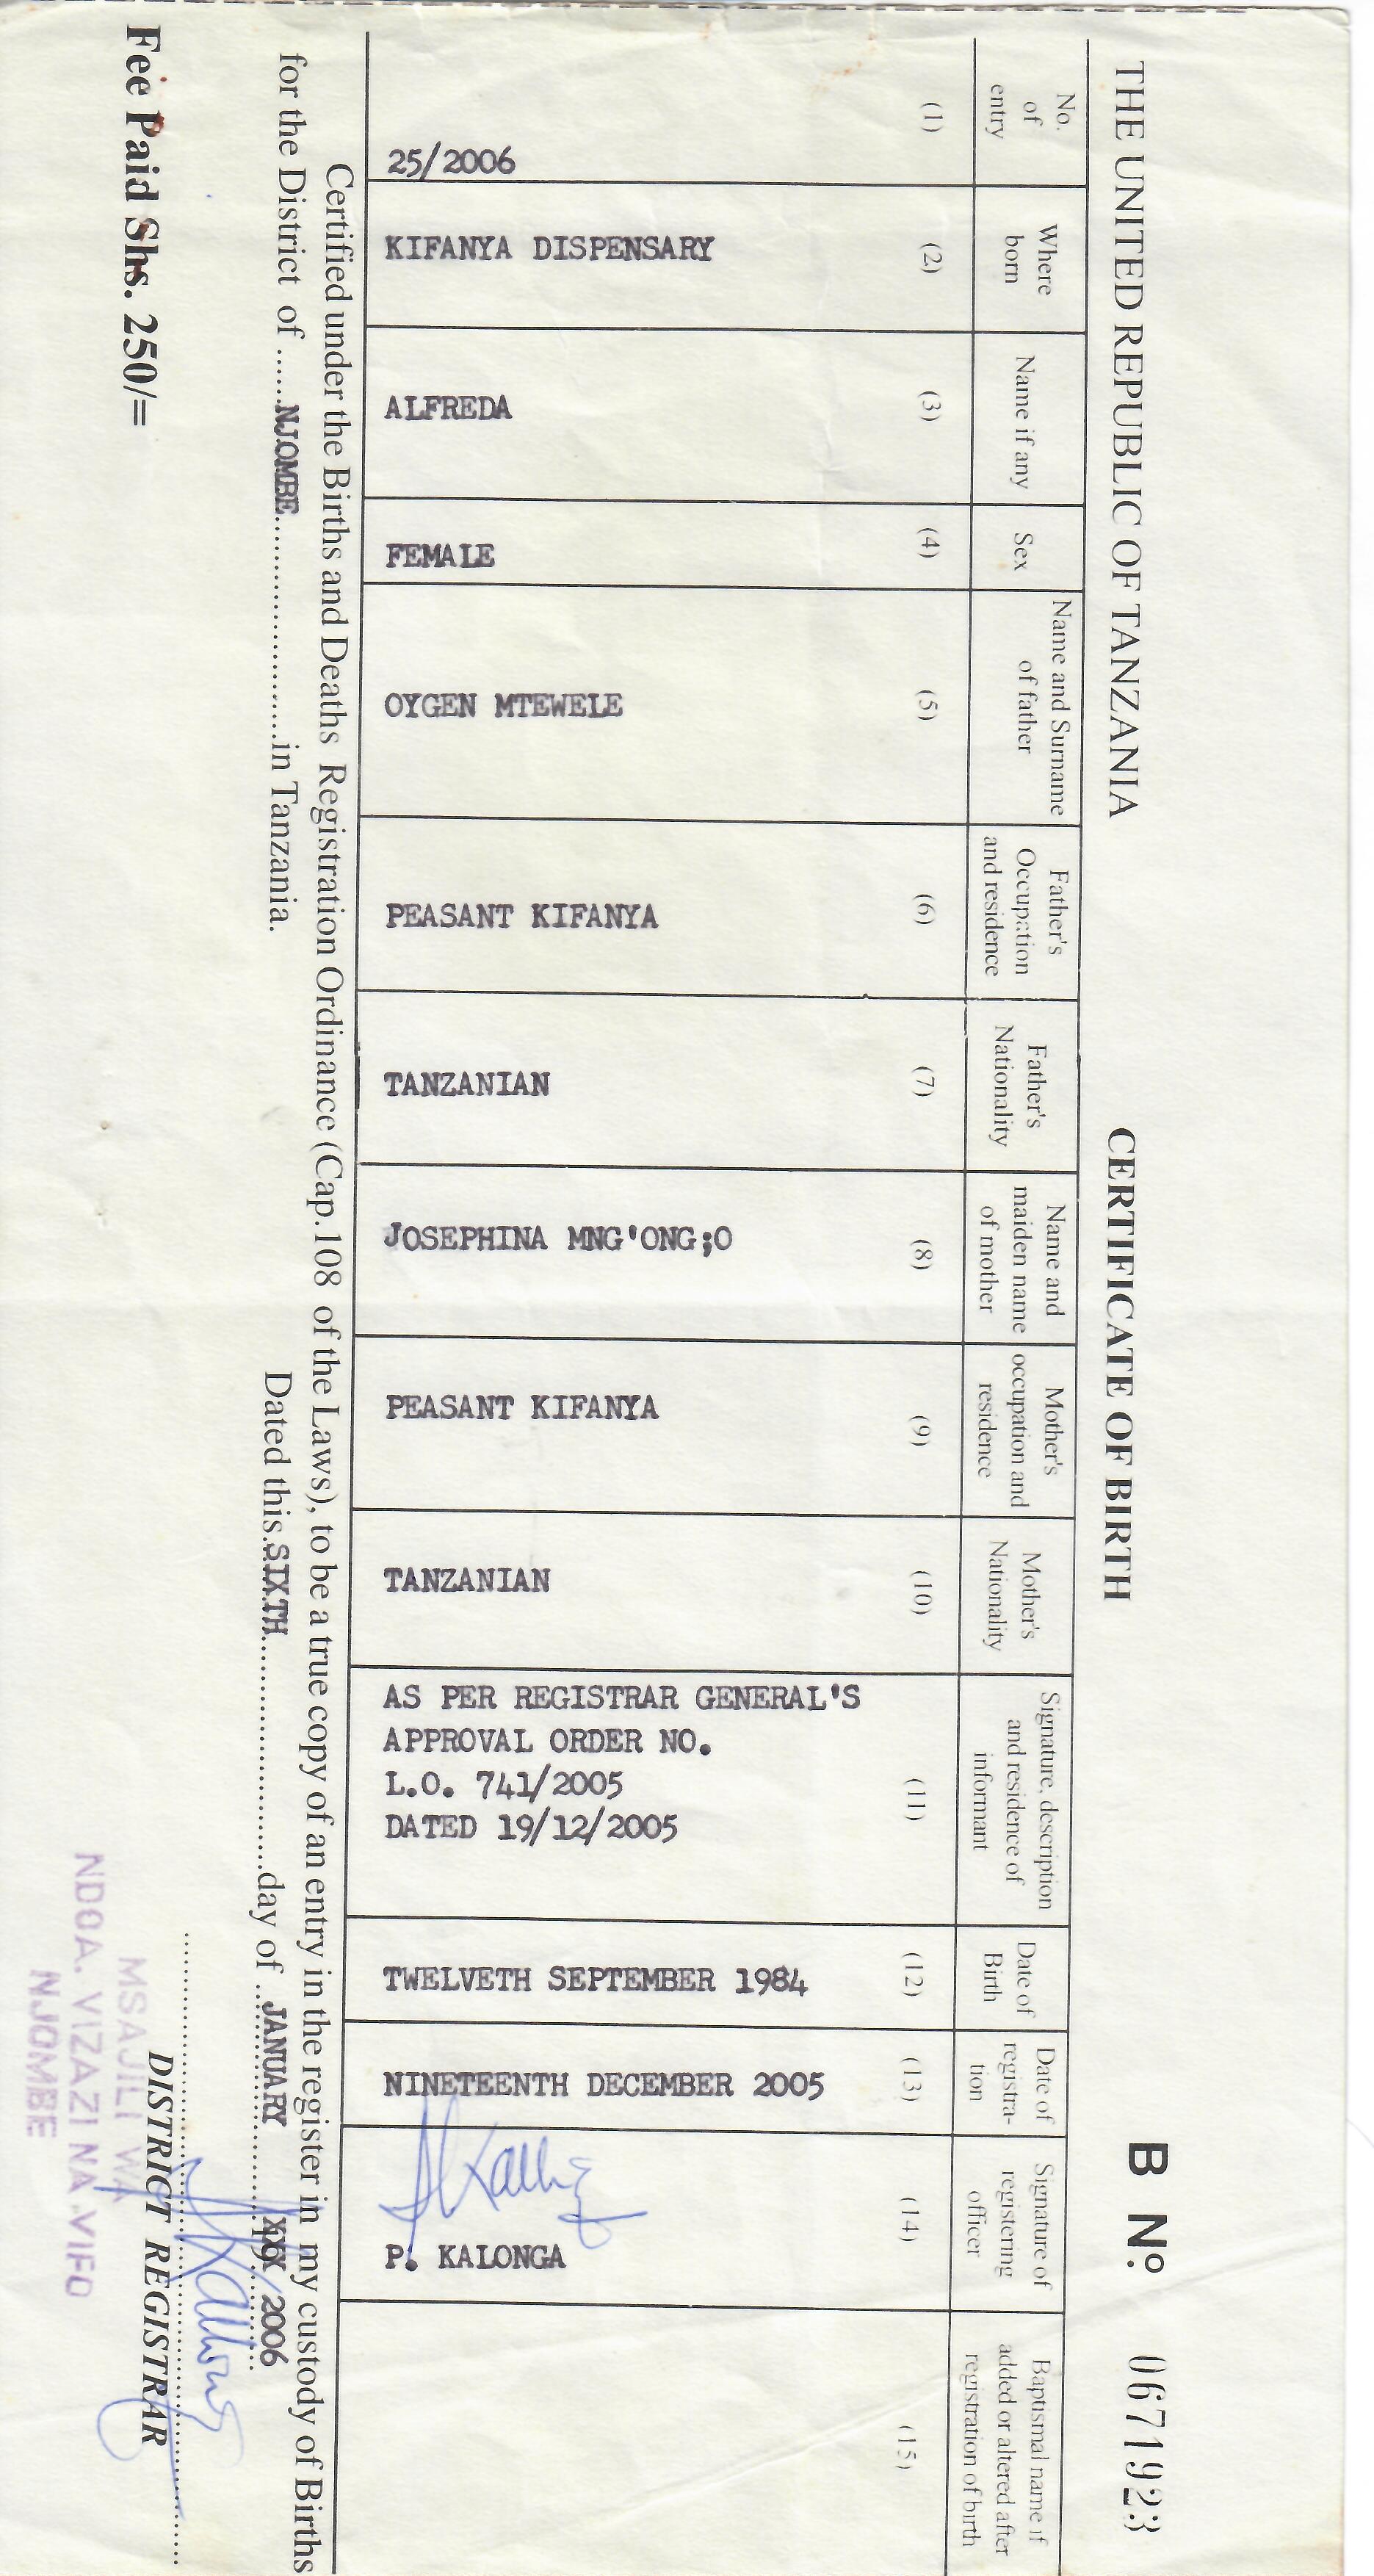 THE UNITED REPUBLIC OF TANZANIA
CERTIFICATE OF BIRTH
B Nº 067193
No. of entry
Where born
Name if any
Sex
Name and Surname of father
Father's Occupation and residence
Father's Nationality
Name and maiden name of mother
Mother's occupation and residence
Mother's Nationality
Signature, description and residence of informant
Date of Birth
Date of registra- tion
Signature of registering officer
Baptismal name if added or altered after registration of birth
(1)
(2)
(3)
(4)
(5)
(6)
(7)
(8)
(9)
(10)
(11)
(12)
(13)
(14)
(15)
25/2006
KIFANYA DISPENSARY
ALFREDA
FEMALE
OYGEN MTEWELE
PEASANT KIFANYA
TANZANIAN
JOSEPHINA MNG'ONG;O
PEASANT KIFANYA
TANZANIAN
AS PER REGISTRAR GENERAL'S
APPROVAL ORDER NO.
L.O. 741/2005
DATED 19/12/2005
TWELVETH SEPTEMBER 1984
NINETEENTH DECEMBER 2005
P. KALONGA
Certified under the Births and Deaths Registration Ordinance (Cap.108 of the Laws), to be a true copy of an entry in the register in my custody of Births
for the District of ......NJOMBE..................in Tanzania.
Dated this.SIXTH..................day of ..JANUARY...... 2006
DISTRICT REGISTRAR
Fee Paid Shs. 250/=
MSAJILI WA
NDOA. VIZAZI NA VIFO
NJOMBE